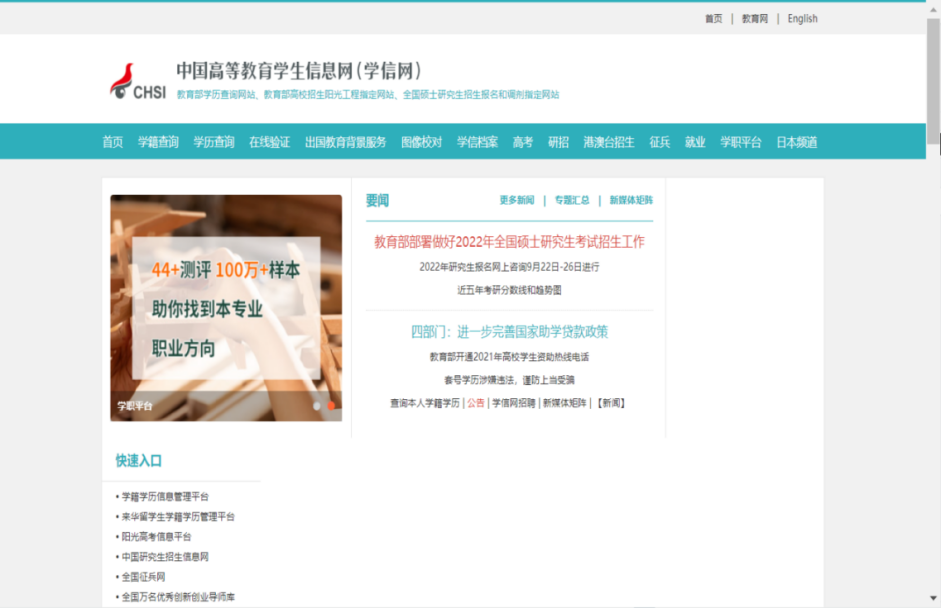 首页 | 教育网 | English
中国高等教育学生信息网(学信网)
CHSI
教育部学历查询网站、教育部高校招生阳光工程指定网站、全国硕士研究生招生报名和调剂指定网站
首页 学籍查询 学历查询 在线验证 出国教育背景服务 图像校对 学信档案 高考 研招 港澳台招生 征兵 就业 学职平台 日本频道
44+测评 100万+样本
助你找到本专业
职业方向
学职平台
要闻 更多新闻 | 专题汇总 | 新媒体矩阵
教育部部署做好2022年全国硕士研究生考试招生工作
2022年研究生报名网上咨询9月22日-26日进行
近五年考研分数线和趋势图
四部门：进一步完善国家助学贷款政策
教育部开通2021年高校学生资助热线电话
套号学历涉嫌违法，谨防上当受骗
查询本人学籍学历 | 公告 | 学信网招聘 | 新媒体矩阵 | 【新闻】
快速入口
• 学籍学历信息管理平台
• 来华留学生学籍学历管理平台
• 阳光高考信息平台
• 中国研究生招生信息网
• 全国征兵网
• 全国万名优秀创新创业导师库